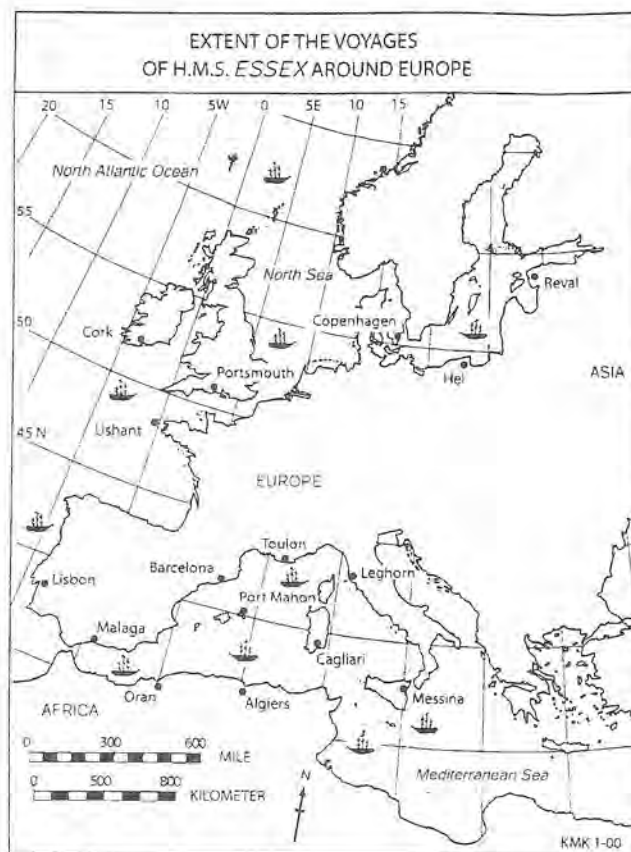 EXTENT OF THE VOYAGES
OF H.M.S. ESSEX AROUND EUROPE
20 15 10 5W 0 5E 10 15
North Atlantic Ocean
55
North Sea
Reval
50
Copenhagen
Cork
Portsmouth
Hel
ASIA
Ushant
45 N
EUROPE
Toulon
Barcelona
Leghorn
Lisbon
Port Mahon
Malaga
Cagliari
Oran
Algiers
Messina
AFRICA
0 300 600
MILE
0 500 800
KILOMETER
N
Mediterranean Sea
KMK 1-00